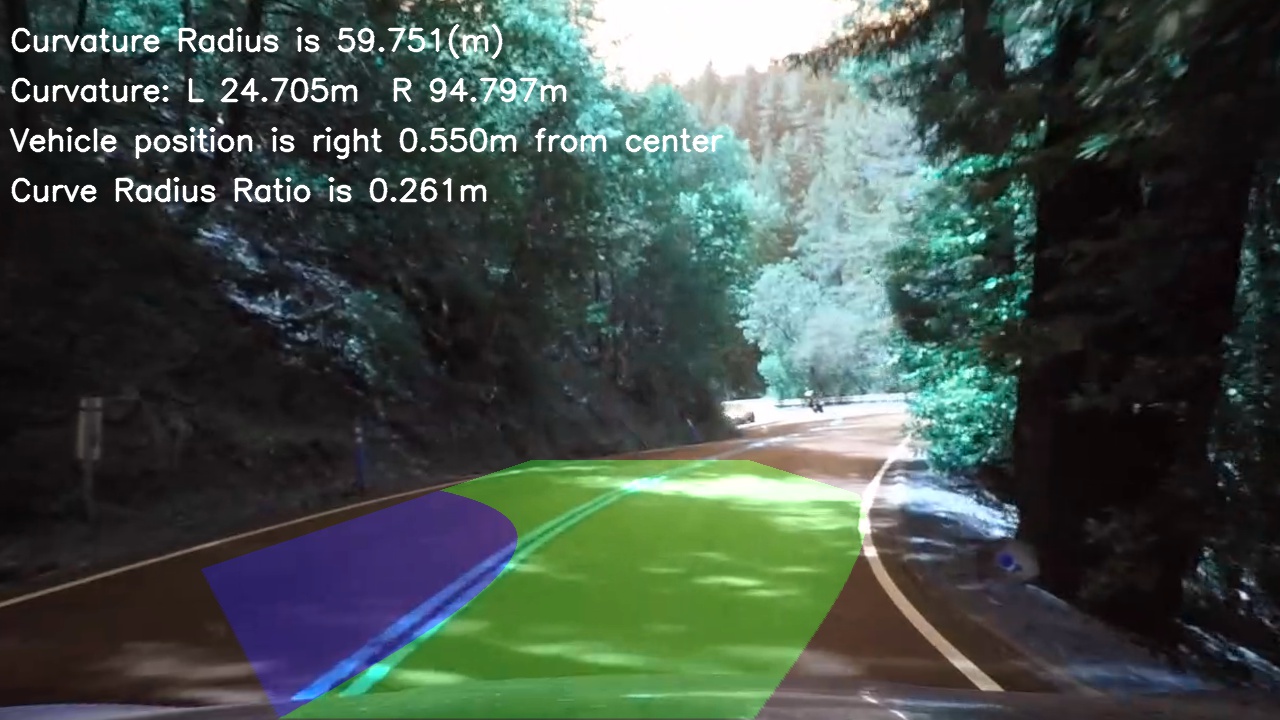 Curvature Radius is 59.751(m)
Curvature: L 24.705m R 94.797m
Vehicle position is right 0.550m from center
Curve Radius Ratio is 0.261m